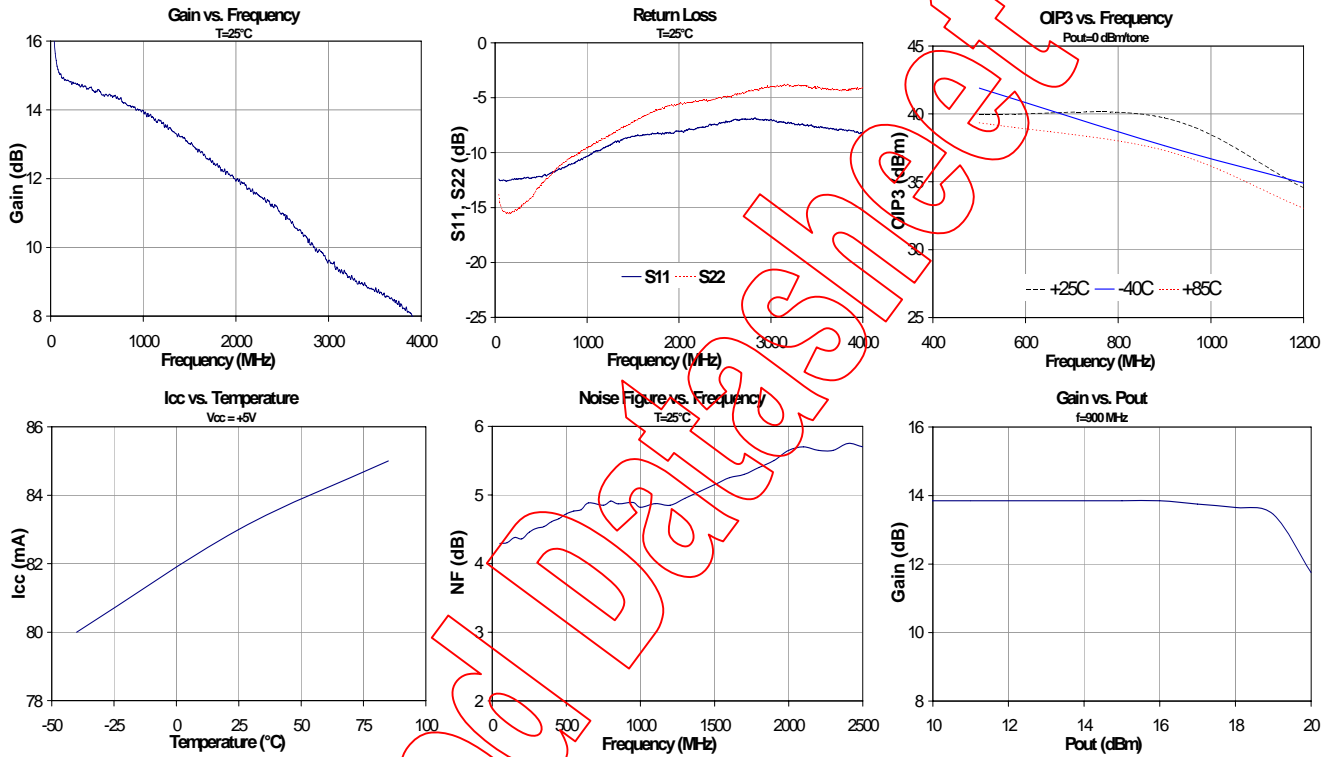 Gain vs. Frequency
T=25°C
16
14
12
10
8
Gain (dB)
0 1000 2000 3000 4000
Frequency (MHz)
Return Loss
T=25°C
0
-5
-10
-15
-20
-25
S11, S22 (dB)
S11 S22
0 1000 2000 3000 4000
Frequency (MHz)
OIP3 vs. Frequency
Pout=0 dBm/tone
45
40
35
30
25
OIP3 (dBm)
+25C -40C +85C
400 600 800 1000 1200
Frequency (MHz)
Icc vs. Temperature
Vcc = +5V
86
84
82
80
78
Icc (mA)
-50 -25 0 25 50 75 100
Temperature (°C)
Noise Figure vs. Frequency
T=25°C
6
5
4
3
2
NF (dB)
0 500 1000 1500 2000 2500
Frequency (MHz)
Gain vs. Pout
f=900 MHz
16
14
12
10
8
Gain (dB)
10 12 14 16 18 20
Pout (dBm)
d Datasheet